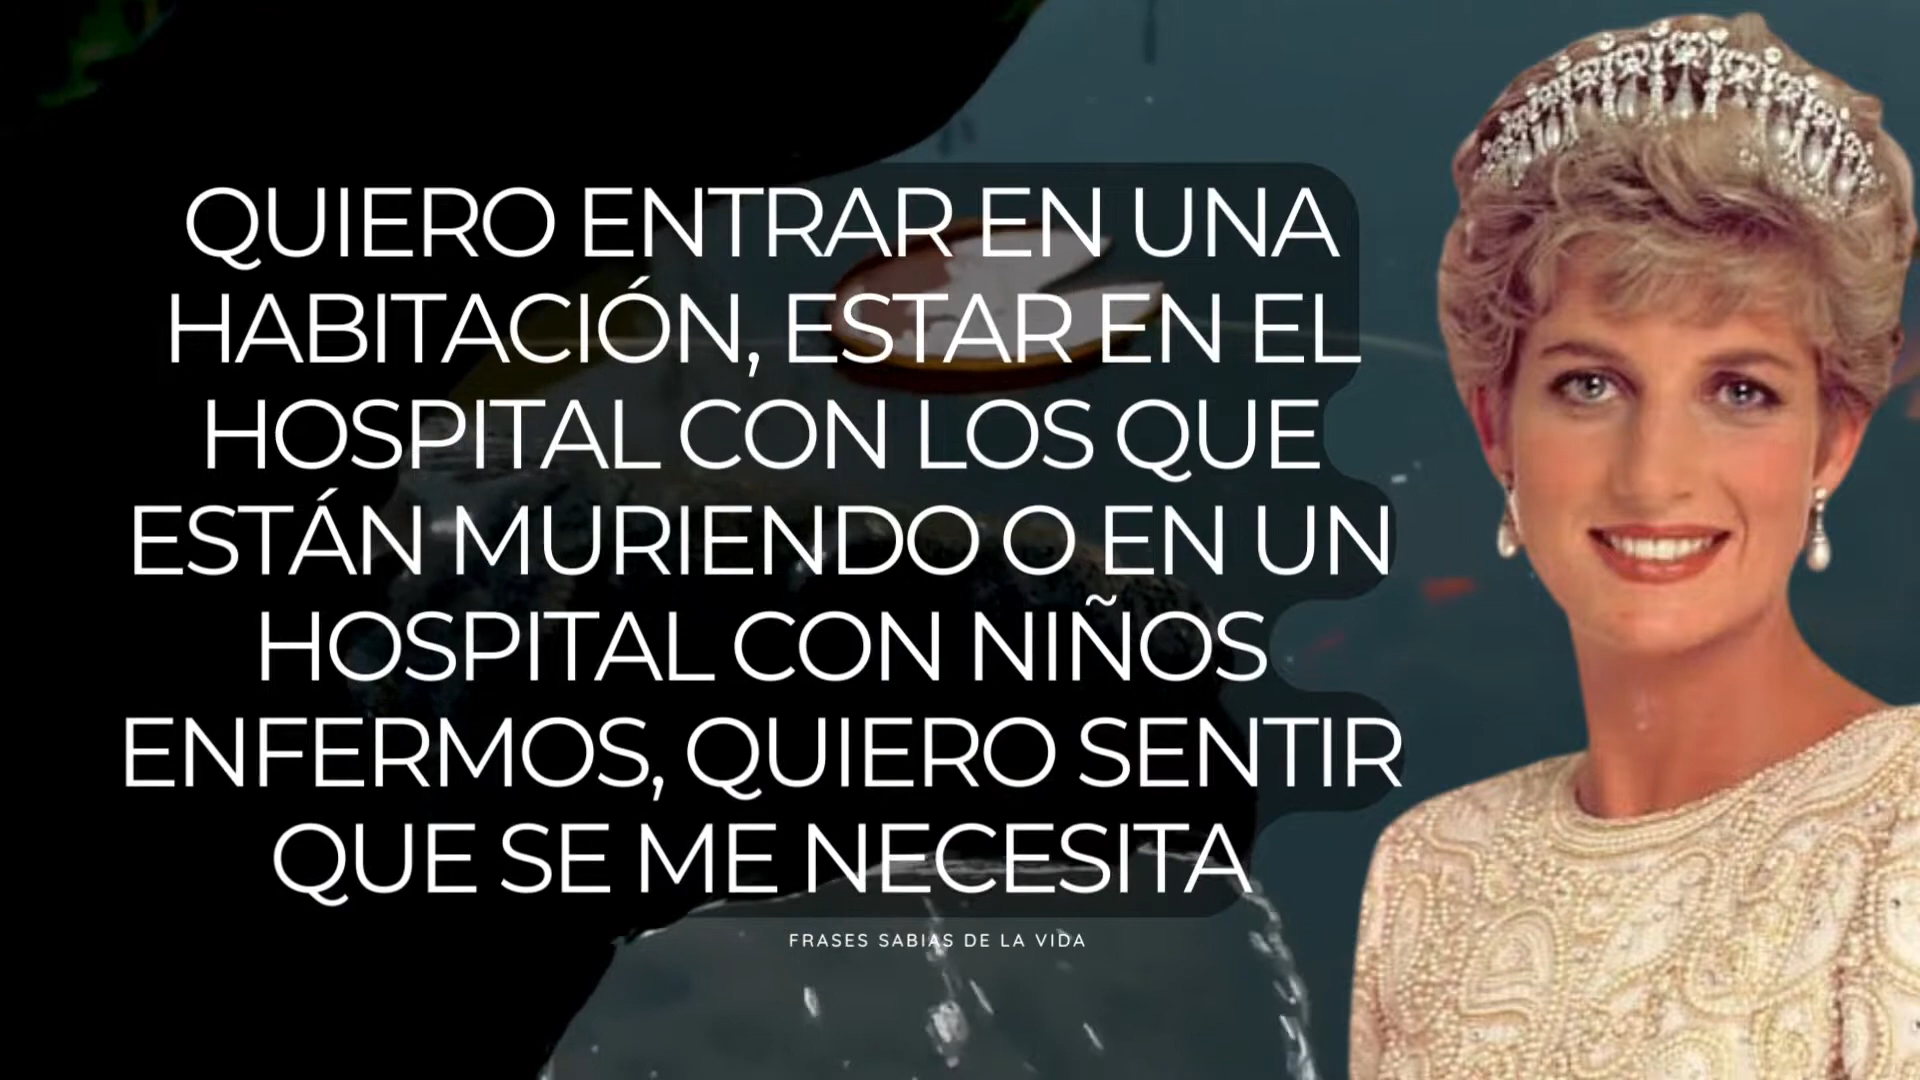 QUIERO ENTRAR EN UNA
HABITACIÓN, ESTAR EN EL
HOSPITAL CON LOS QUE
ESTÁN MURIENDO O EN UN
HOSPITAL CON NIÑOS
ENFERMOS, QUIERO SENTIR
QUE SE ME NECESITA
FRASES SABIAS DE LA VIDA